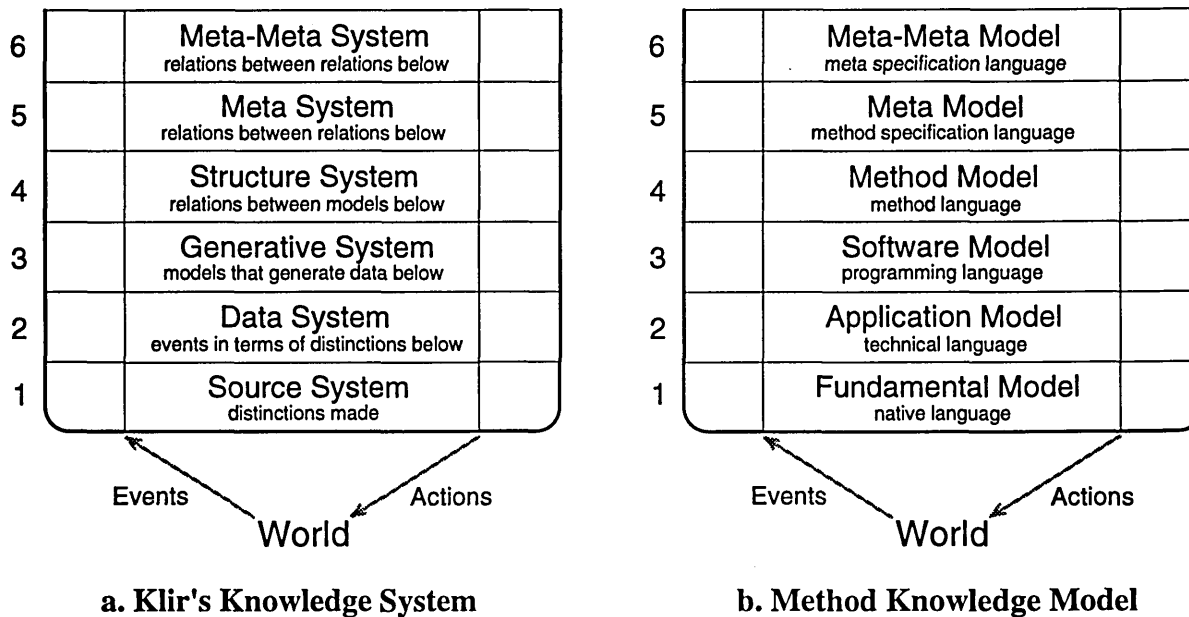 6
Meta-Meta System
relations between relations below
5
Meta System
relations between relations below
4
Structure System
relations between models below
3
Generative System
models that generate data below
2
Data System
events in terms of distinctions below
1
Source System
distinctions made
Events
Actions
World
a. Klir's Knowledge System
6
Meta-Meta Model
meta specification language
5
Meta Model
method specification language
4
Method Model
method language
3
Software Model
programming language
2
Application Model
technical language
1
Fundamental Model
native language
Events
Actions
World
b. Method Knowledge Model